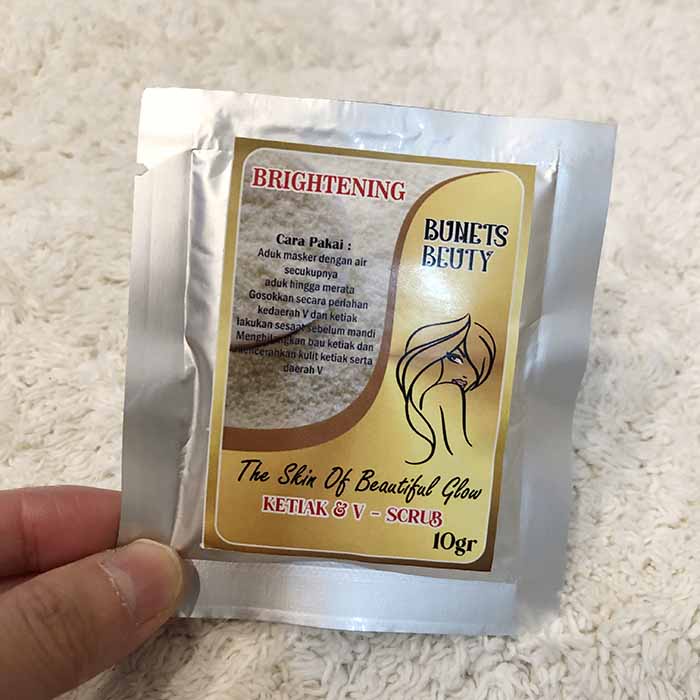 BRIGHTENING
Cara Pakai :
Aduk masker dengan air
secukupnya
aduk hingga merata
Gosokkan secara perlahan
kedaerah V dan ketiak
lakukan sesaat sebelum mandi
Menghilangkan bau ketiak dan
mencerahkan kulit ketiak serta
daerah V
BUNETS
BEUTY
The Skin Of Beautiful Glow
KETIAK & V - SCRUB
10gr